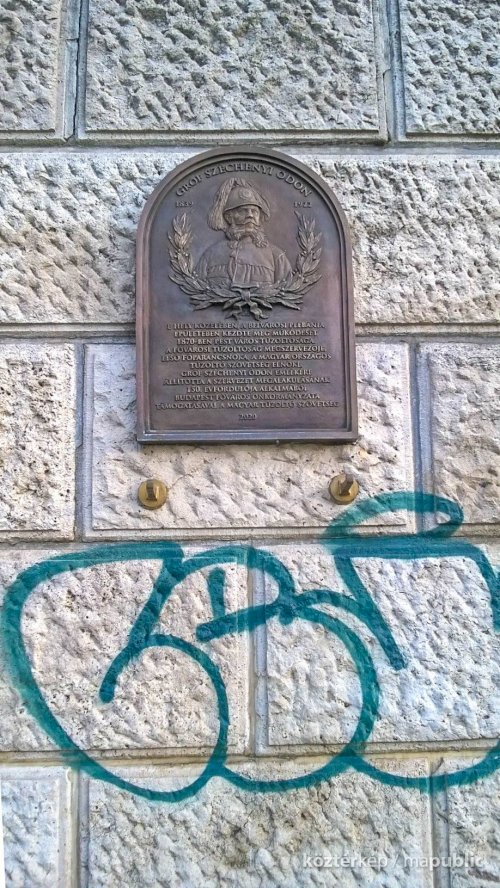 GRÓF SZÉCHENYI ÖDÖN
1839 1922
E HELY KÖZELÉBEN, A BELVÁROSI PLÉBÁNIA
ÉPÜLETÉBEN KEZDTE MEG MŰKÖDÉSÉT
1870-BEN PEST VÁROS TŰZOLTÓSÁGA.
A FŐVÁROSI TŰZOLTÓSÁG MEGSZERVEZŐJE,
ELSŐ FŐPARANCSNOKA, A MAGYAR ORSZÁGOS
TŰZOLTÓ SZÖVETSÉG ELNÖKE,
GRÓF SZÉCHENYI ÖDÖN EMLÉKÉRE
ÁLLÍTOTTA A SZERVEZET MEGALAKULÁSÁNAK
150. ÉVFORDULÓJA ALKALMÁBÓL
BUDAPEST FŐVÁROS ÖNKORMÁNYZATA
TÁMOGATÁSÁVAL A MAGYAR TŰZOLTÓ SZÖVETSÉG
2020
köztérkép / mapublic